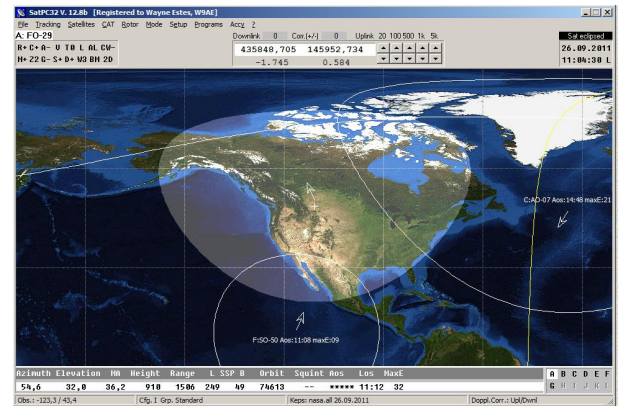 SatPC32 V. 12.8b [Registered to Wayne Estes, W9AE]
File Tracking Satellites CAT Rotor Mode Setup Programs Accy ?
A: FO-29
Downlink 0 Corr.(+/-) 0 Uplink 20 100 500 1k 5k
Sat eclipsed
R+ C+ A- U T0 L AL CW-
435848,705 145952,734
26.09.2011
H+ Z2 G- S+ D+ W3 BH 2D
-1.745 0.584
11:04:30 L
C:AO-07 Aos:14:48 maxE:21
F:SO-50 Aos:11:08 maxE:09
Azimuth Elevation MA Height Range L SSP B Orbit Squint Aos Los MaxE
A B C D E F
54,6 32,0 36,2 910 1506 249 49 74613 -- ***** 11:12 32
G H I J K L
Obs.: -123,3 / 43,4 Cfg. I Grp. Standard Keps: nasa.all 26.09.2011 Doppl.Corr.: Upl/Dwnl